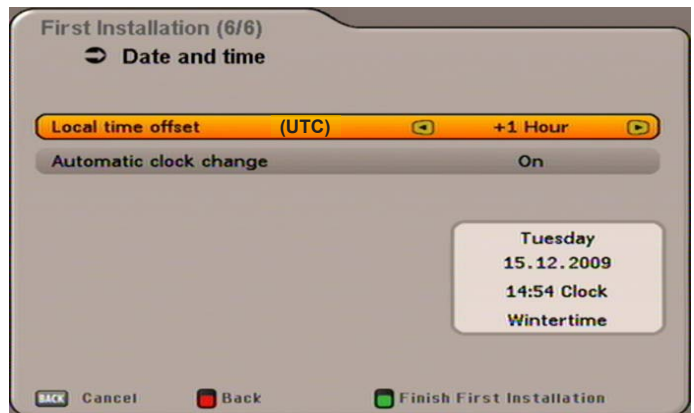 First Installation (6/6)
Date and time
Local time offset (UTC) +1 Hour
Automatic clock change On
Tuesday
15.12.2009
14:54 Clock
Wintertime
BACK Cancel Back Finish First Installation